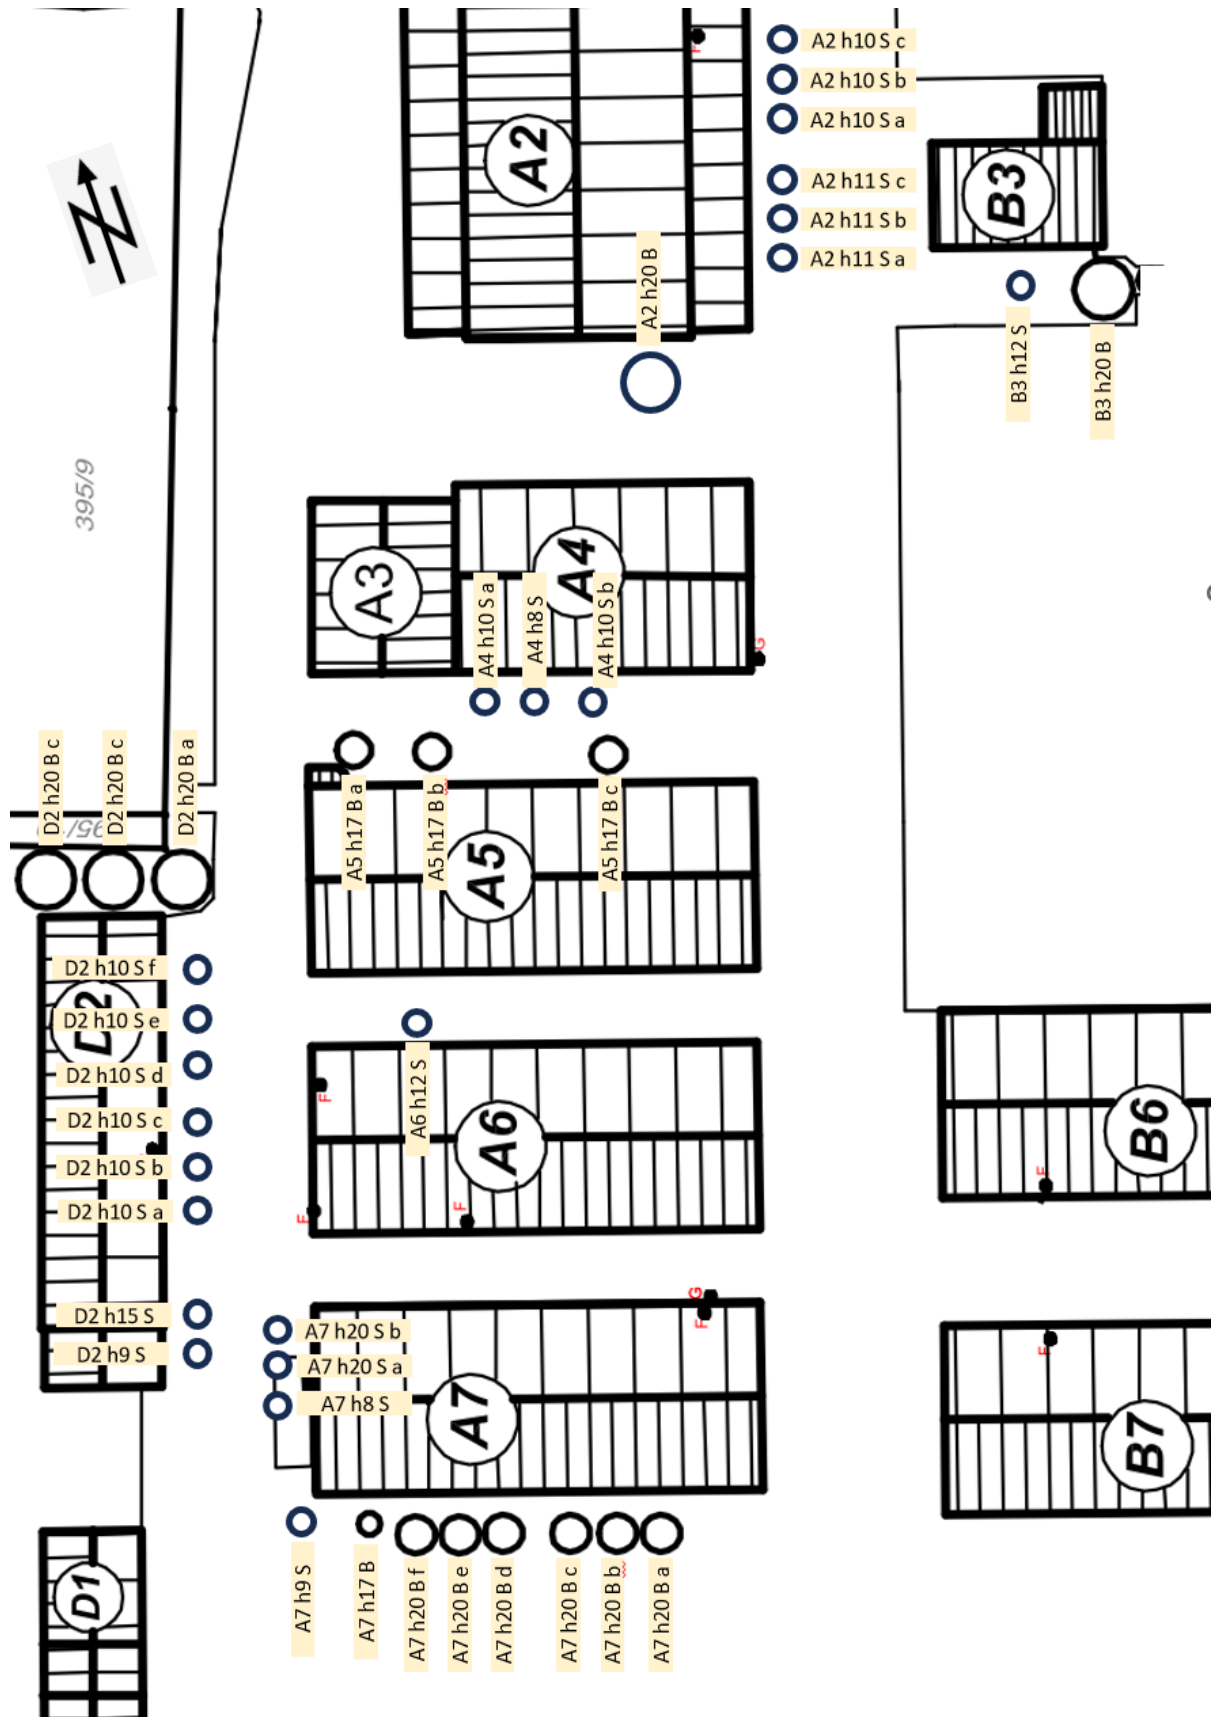 A2 h10 S c
A2 h10 S b
A2 h10 S a
A2
A2 h11 S c
A2 h11 S b
A2 h11 S a
B3
N
A2 h20 B
B3 h12 S
B3 h20 B
F
395/9
A3
A4
A4 h10 S a
A4 h8 S
A4 h10 S b
G
D2 h20 B c
D2 h20 B c
D2 h20 B a
A5 h17 B a
A5 h17 B b
A5 h17 B c
A5
D2 h10 S f
D2
D2 h10 S e
D2 h10 S d
D2 h10 S c
D2 h10 S b
D2 h10 S a
A6 h12 S
A6
F
F
F
B6
F
D2 h15 S
D2 h9 S
A7 h20 S b
A7 h20 S a
A7 h8 S
A7
G
F
B7
F
D1
A7 h9 S
A7 h17 B
A7 h20 B f
A7 h20 B e
A7 h20 B d
A7 h20 B c
A7 h20 B b
A7 h20 B a